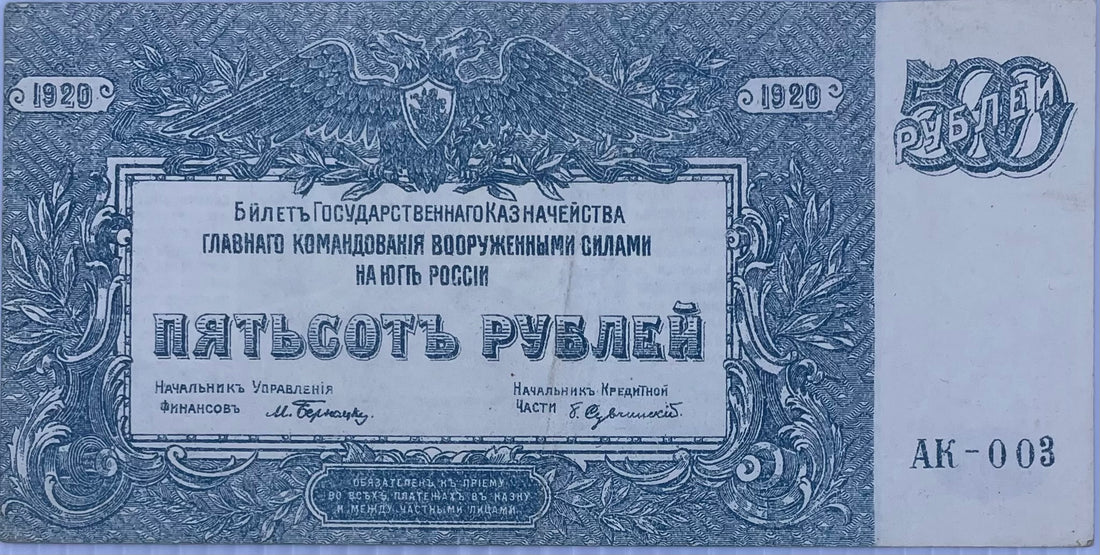 1920
1920
500
РУБЛЕЙ
Билетъ Государственнаго Казначейства
ГЛАВНАГО КОМАНДОВАНІЯ ВООРУЖЕННЫМИ СИЛАМИ
НА ЮГѢ РОССІИ
ПЯТЬСОТЪ РУБЛЕЙ
Начальникъ Управленія
Финансовъ
Начальникъ Кредитной
Части
АК-003
ОБЯЗАТЕЛЕНЪ КЪ ПРІЕМУ
ВО ВСѢХЪ ПЛАТЕЖАХЪ ВЪ КАЗНУ
И МЕЖДУ ЧАСТНЫМИ ЛИЦАМИ